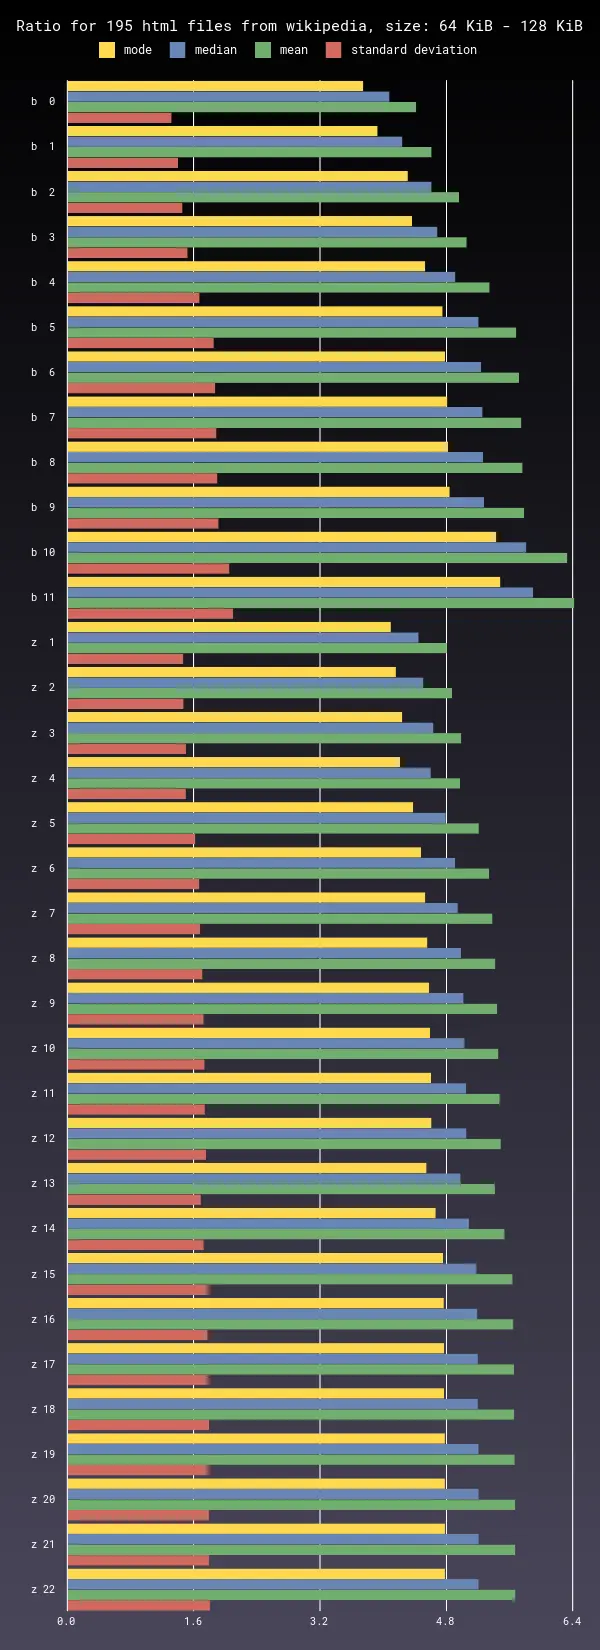 Ratio for 195 html files from wikipedia, size: 64 KiB - 128 KiB
mode median mean standard deviation
b 0
b 1
b 2
b 3
b 4
b 5
b 6
b 7
b 8
b 9
b 10
b 11
z 1
z 2
z 3
z 4
z 5
z 6
z 7
z 8
z 9
z 10
z 11
z 12
z 13
z 14
z 15
z 16
z 17
z 18
z 19
z 20
z 21
z 22
0.0 1.6 3.2 4.8 6.4